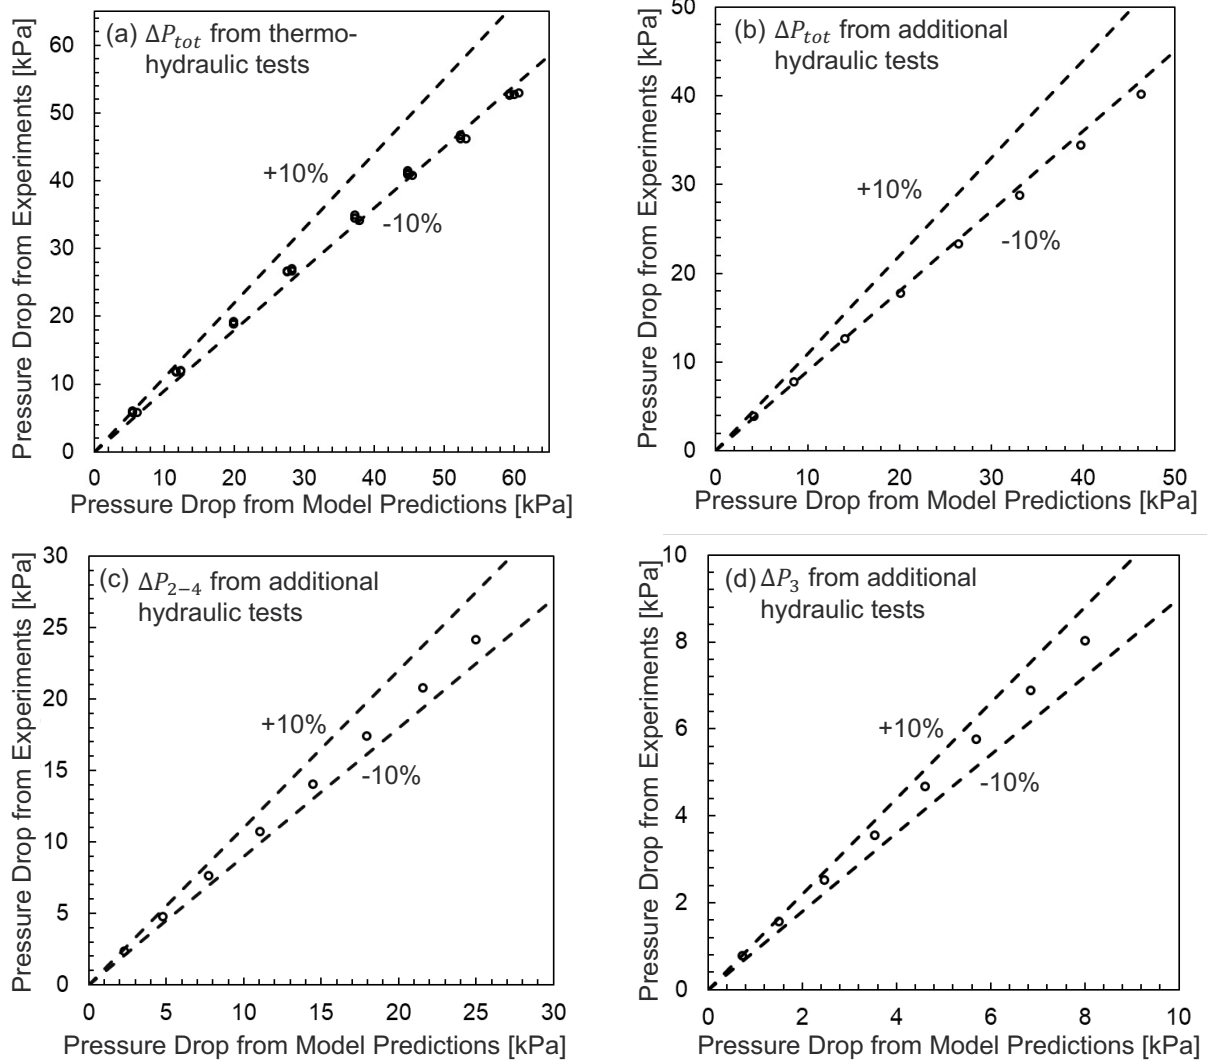 (a) ΔP_tot from thermo-
hydraulic tests
Pressure Drop from Experiments [kPa]
60
50
40
30
20
10
0
+10%
-10%
0 10 20 30 40 50 60
Pressure Drop from Model Predictions [kPa]
(b) ΔP_tot from additional
hydraulic tests
Pressure Drop from Experiments [kPa]
50
40
30
20
10
0
+10%
-10%
0 10 20 30 40 50
Pressure Drop from Model Predictions [kPa]
(c) ΔP_2−4 from additional
hydraulic tests
Pressure Drop from Experiments [kPa]
30
25
20
15
10
5
0
+10%
-10%
0 5 10 15 20 25 30
Pressure Drop from Model Predictions [kPa]
(d) ΔP_3 from additional
hydraulic tests
Pressure Drop from Experiments [kPa]
10
8
6
4
2
0
+10%
-10%
0 2 4 6 8 10
Pressure Drop from Model Predictions [kPa]